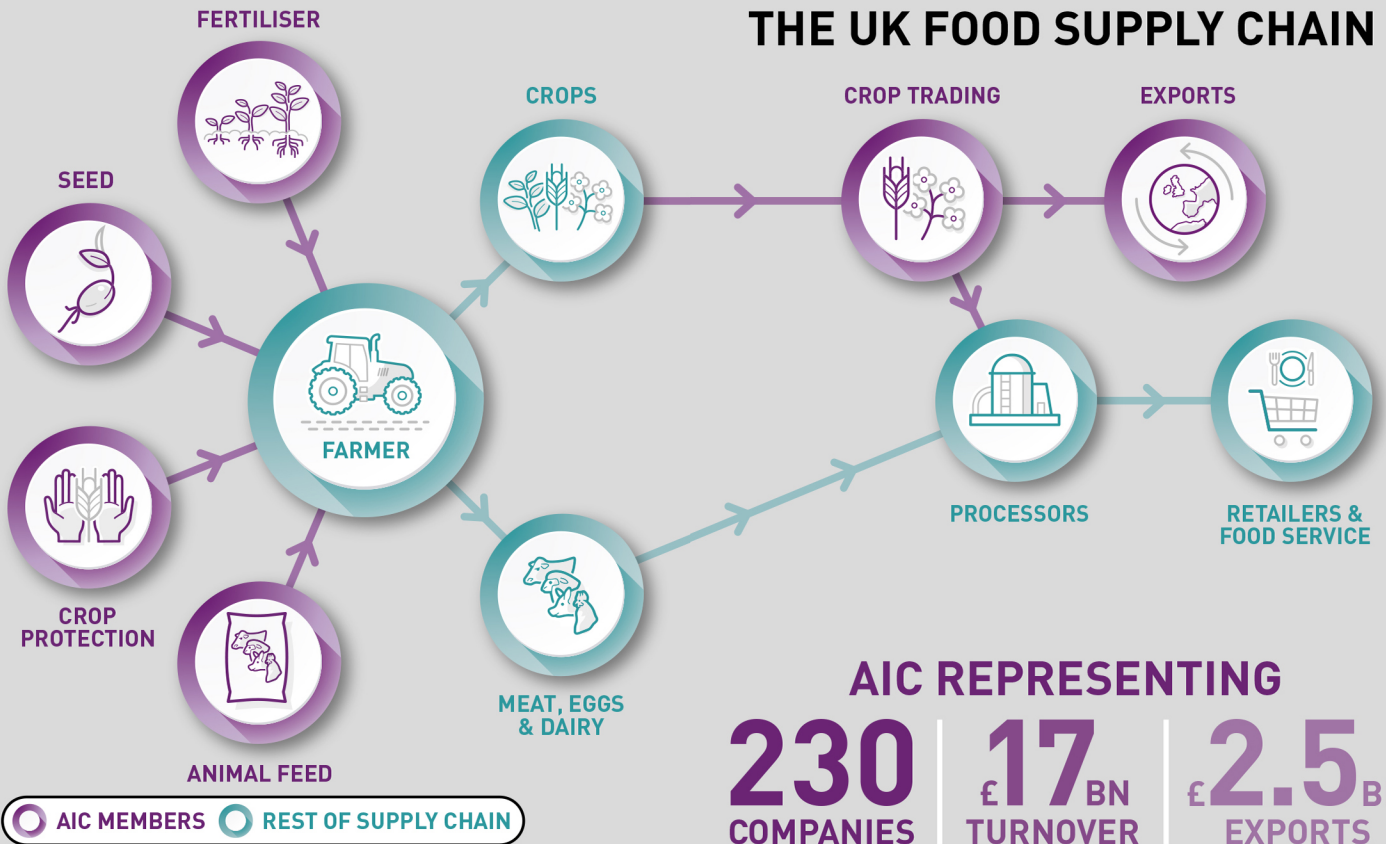 THE UK FOOD SUPPLY CHAIN
FERTILISER
SEED
CROP
PROTECTION
ANIMAL FEED
FARMER
CROPS
MEAT, EGGS
& DAIRY
CROP TRADING
EXPORTS
PROCESSORS
RETAILERS &
FOOD SERVICE
AIC MEMBERS
REST OF SUPPLY CHAIN
AIC REPRESENTING
230
COMPANIES
£17BN
TURNOVER
£2.5B
EXPORTS